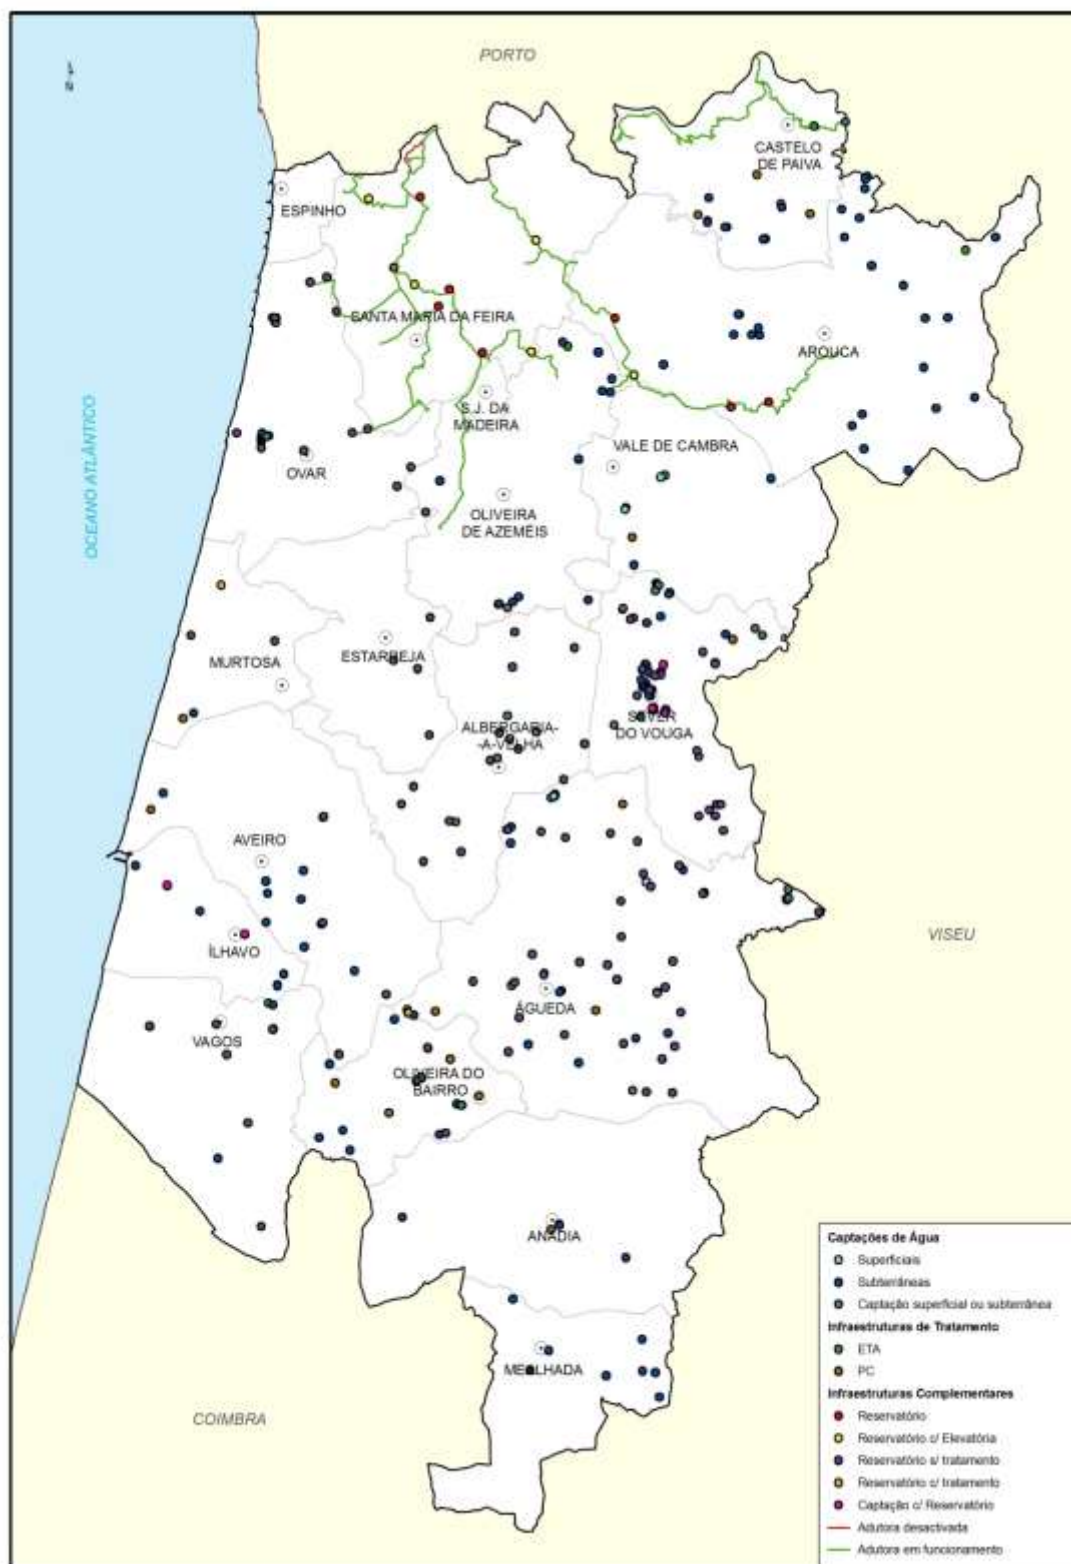 PORTO
N
CASTELO
DE PAIVA
ESPINHO
SANTA MARIA DA FEIRA
AROUCA
S.J. DA
MADEIRA
VALE DE CAMBRA
OCEANO ATLÂNTICO
OVAR
OLIVEIRA
DE AZEMÉIS
ESTARREJA
MURTOSA
ALBERGARIA-
-A-VELHA
SEVER
DO VOUGA
AVEIRO
ÍLHAVO
VISEU
ÁGUEDA
VAGOS
OLIVEIRA DO
BAIRRO
ANADIA
MEALHADA
COIMBRA
Captações de Água
Superficiais
Subterrâneas
Captação superficial ou subterrânea
Infraestruturas de Tratamento
ETA
PC
Infraestruturas Complementares
Reservatório
Reservatório c/ Elevatória
Reservatório s/ tratamento
Reservatório c/ tratamento
Captação c/ Reservatório
Adutora desactivada
Adutora em funcionamento